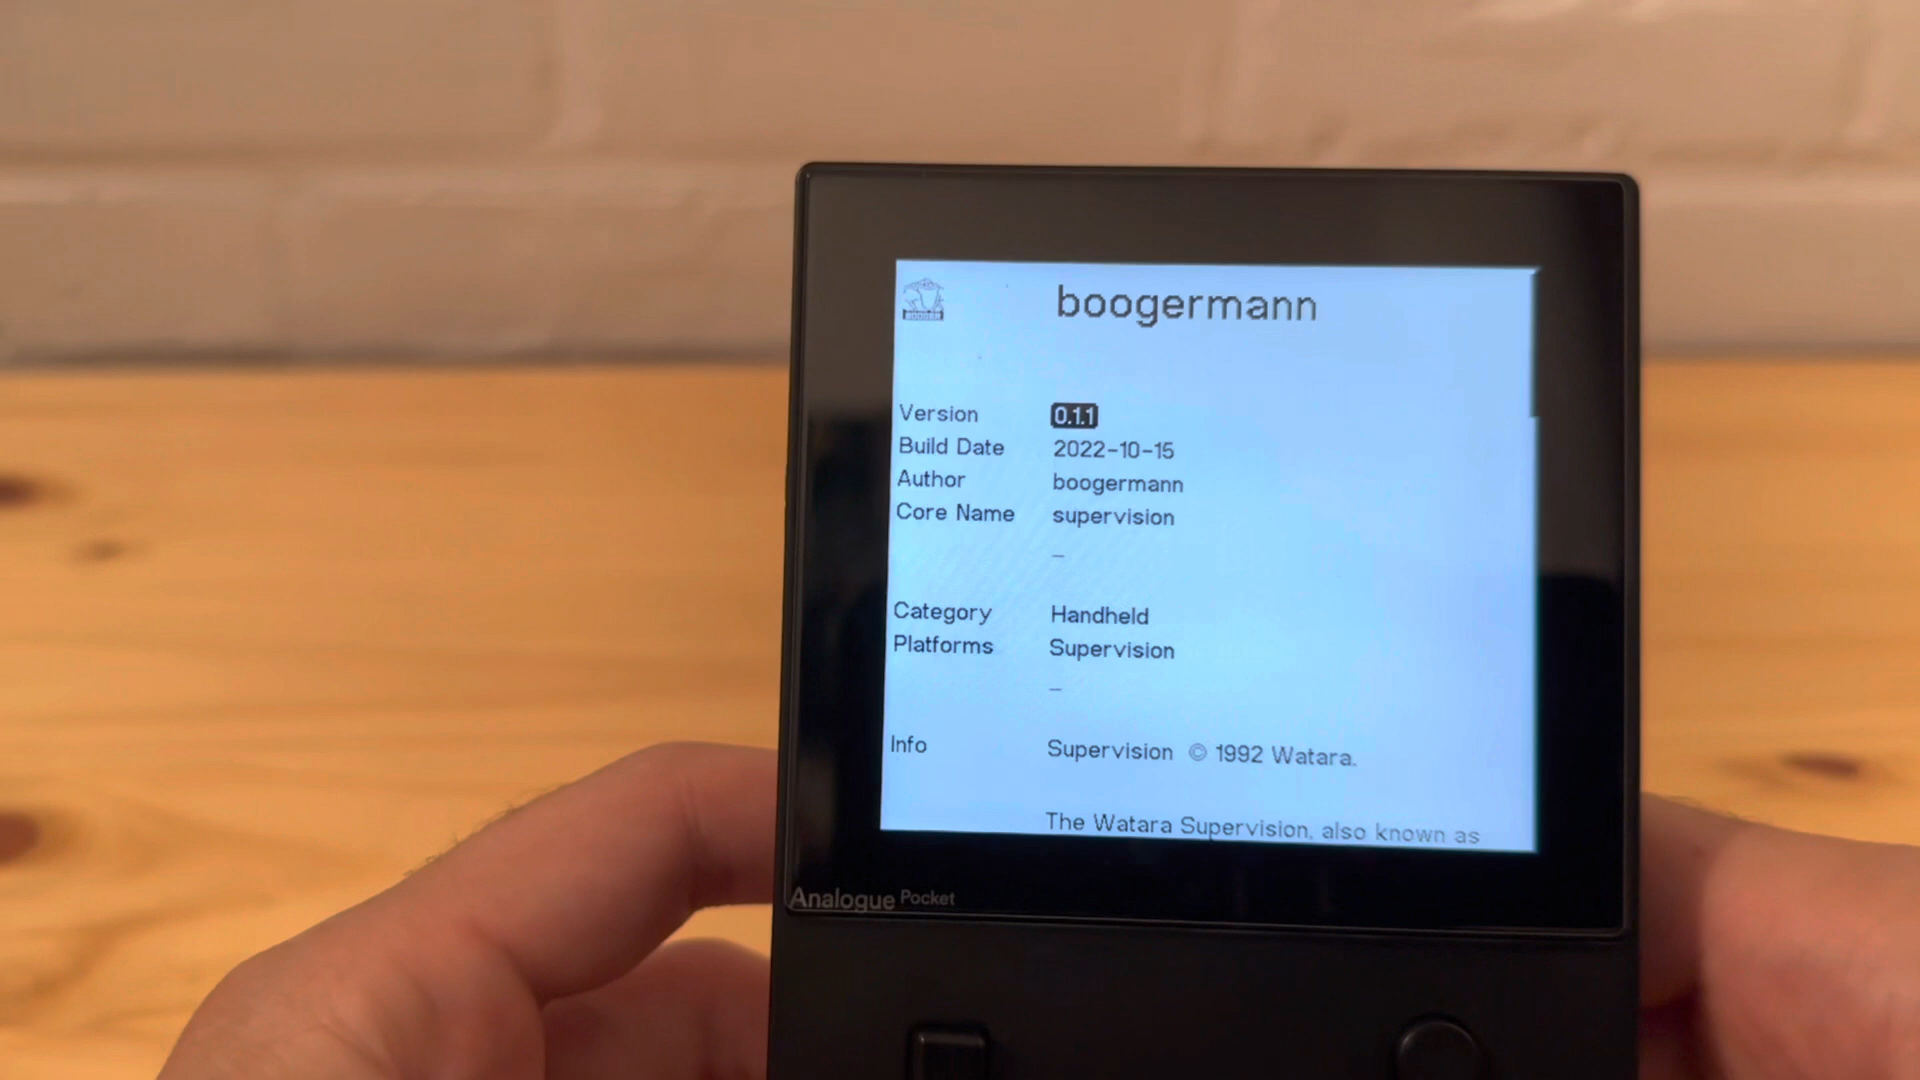 BOOGER
boogermann
Version 0.1.1
Build Date 2022-10-15
Author boogermann
Core Name supervision
–
Category Handheld
Platforms Supervision
–
Info Supervision © 1992 Watara.
The Watara Supervision, also known as
Analogue Pocket